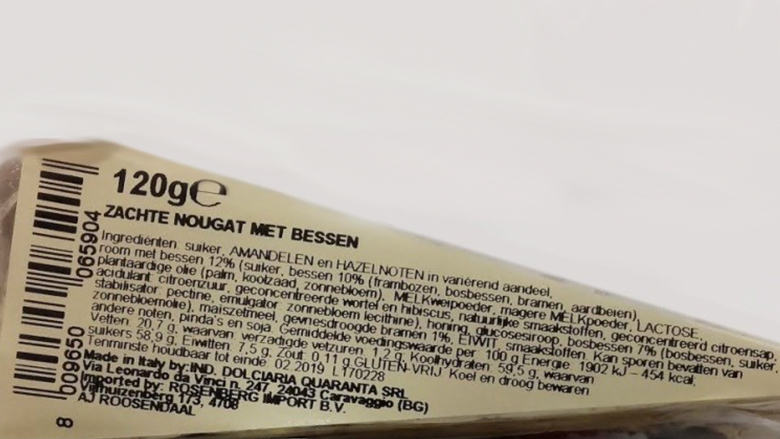 120g℮
ZACHTE NOUGAT MET BESSEN
Ingrediënten: suiker, AMANDELEN en HAZELNOTEN in variërend aandeel,
room met bessen 12% (suiker, bessen 10% (frambozen, bosbessen, bramen, aardbeien),
plantaardige olie (palm, koolzaad, zonnebloem), MELKweipoeder, magere MELKpoeder, LACTOSE,
acidulant: citroenzuur, geconcentreerde wortel en hibiscus, natuurlijke smaakstoffen, geconcentreerd citroensap,
stabilisator: pectine, emulgator: zonnebloem lecithine), honing, glucosesiroop, bosbessen 7% (bosbessen, suiker,
zonnebloemolie), maïszetmeel, gevriesdroogde bramen 1%, EIWIT, smaakstoffen. Kan sporen bevatten van
andere noten, pinda's en soja. Gemiddelde voedingswaarde per 100 g Energie 1902 kJ – 454 kcal,
Vetten 20,7 g, waarvan verzadigde vetzuren 1,2 g, Koolhydraten 59,5 g, waarvan
suikers 58,9 g, Eiwitten 7,5 g, Zout 0,11 g GLUTEN-VRIJ Koel en droog bewaren
Tenminste houdbaar tot einde: 02 2019 L170228
Made in Italy by: IND. DOLCIARIA QUARANTA SRL
Via Leonardo da Vinci n. 247, 24043 Caravaggio (BG)
Imported by: ROSENBERG IMPORT B.V.
173, 4708
AJ ROOSENDAAL
8 009650 065904